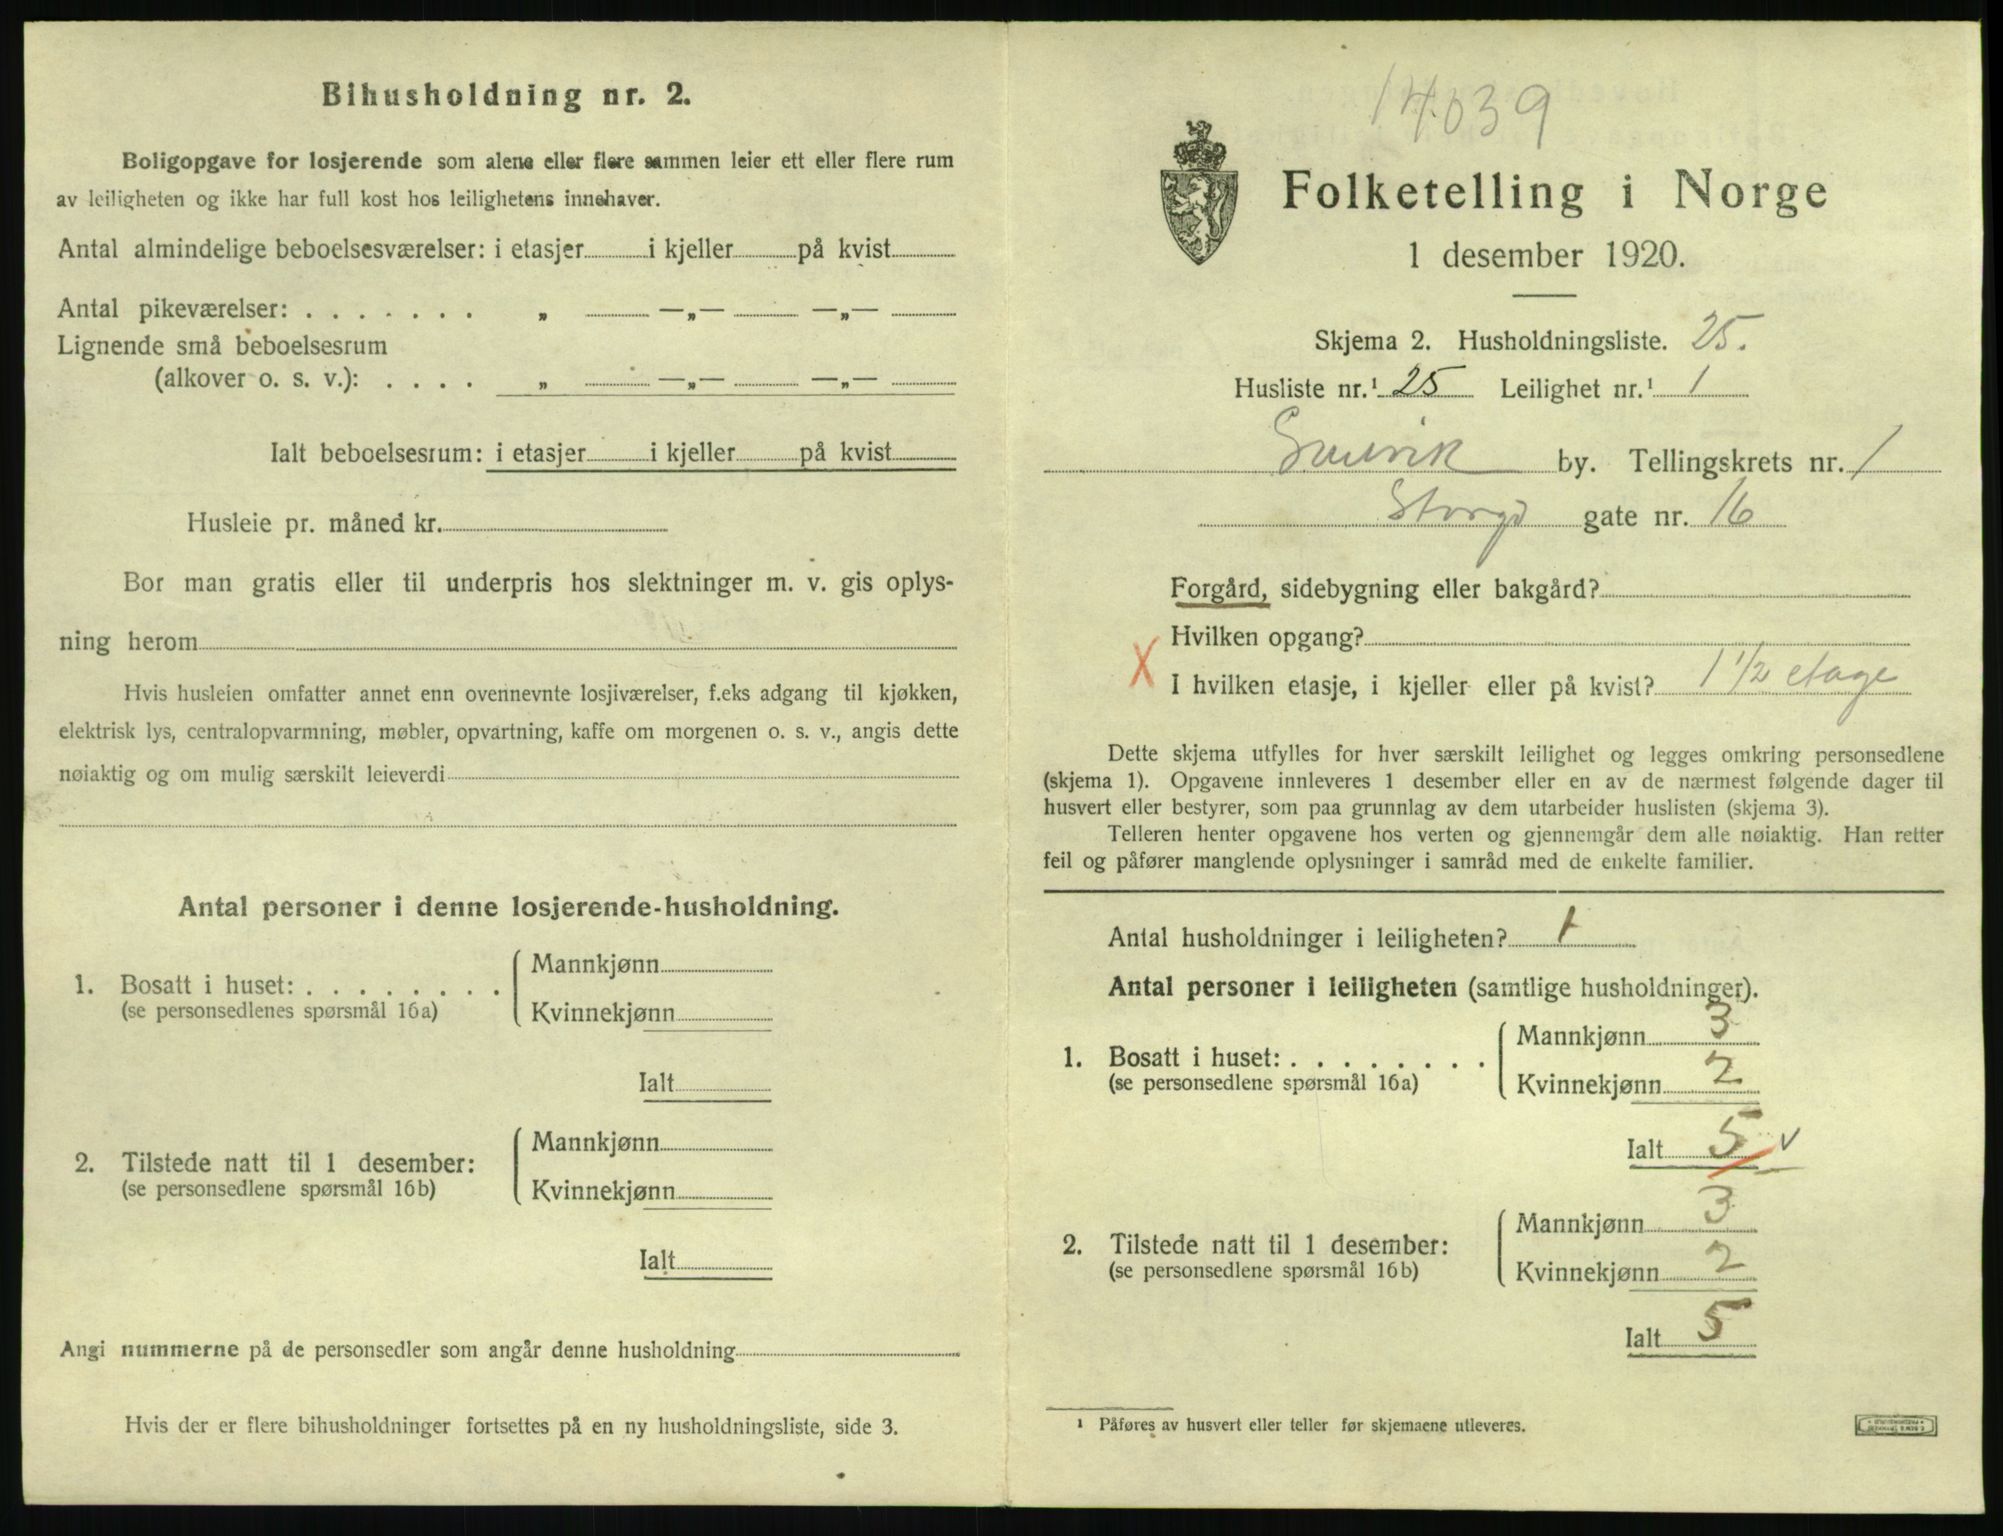 Bihusholdning nr. 2.
Boligopgave for losjerende som alene eller flere sammen leier ett eller flere rum
av leiligheten og ikke har full kost hos leilighetens innehaver.
Antal almindelige beboelsesværelser: i etasjer i kjeller på kvist
Antal pikeværelser: . . . . . . . „ —„— —„—
Lignende små beboelsesrum
(alkover o. s. v.): . . . . „ —„— —„—
Ialt beboelsesrum: i etasjer i kjeller på kvist
Husleie pr. måned kr.
Bor man gratis eller til underpris hos slektninger m. v. gis oplys-
ning herom
Hvis husleien omfatter annet enn ovennevnte losjiværelser, f.eks adgang til kjøkken,
elektrisk lys, centralopvarmning, møbler, opvartning, kaffe om morgenen o. s. v., angis dette
nøiaktig og om mulig særskilt leieverdi
Antal personer i denne losjerende-husholdning.
1. Bosatt i huset: . . . . . . . .
(se personsedlenes spørsmål 16a)
Mannkjønn
Kvinnekjønn
Ialt
2. Tilstede natt til 1 desember:
(se personsedlene spørsmål 16b)
Mannkjønn
Kvinnekjønn
Ialt
Angi nummerne på de personsedler som angår denne husholdning
Hvis der er flere bihusholdninger fortsettes på en ny husholdningsliste, side 3.
14039
Folketelling i Norge
1 desember 1920.
Skjema 2. Husholdningsliste. 25.
Husliste nr.¹ 25 Leilighet nr.¹ 1
by. Tellingskrets nr. 1
Storgd gate nr. 16
Forgård, sidebygning eller bakgård?
Hvilken opgang?
X I hvilken etasje, i kjeller eller på kvist? 1 1/2 etage
Dette skjema utfylles for hver særskilt leilighet og legges omkring personsedlene
(skjema 1). Opgavene innleveres 1 desember eller en av de nærmest følgende dager til
husvert eller bestyrer, som paa grunnlag av dem utarbeider huslisten (skjema 3).
Telleren henter opgavene hos verten og gjennemgår dem alle nøiaktig. Han retter
feil og påfører manglende oplysninger i samråd med de enkelte familier.
Antal husholdninger i leiligheten? 1
Antal personer i leiligheten (samtlige husholdninger).
1. Bosatt i huset: . . . . . . . .
(se personsedlene spørsmål 16a)
Mannkjønn 3
Kvinnekjønn 2
Ialt 5 v
2. Tilstede natt til 1 desember:
(se personsedlene spørsmål 16b)
Mannkjønn 3
Kvinnekjønn 2
Ialt 5
¹ Påføres av husvert eller teller før skjemaene utleveres.